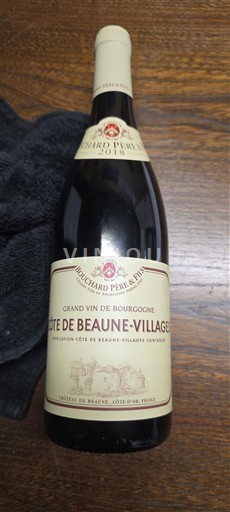 BOUCHARD PÈRE
2018
BOUCHARD PÈRE & FILS
GRAND VIN DE BOURGOGNE
CÔTE DE BEAUNE-VILLAGES
APPELLATION CÔTE DE BEAUNE-VILLAGES CONTRÔLÉE
CHÂTEAU DE BEAUNE, CÔTE-D'OR, FRANCE